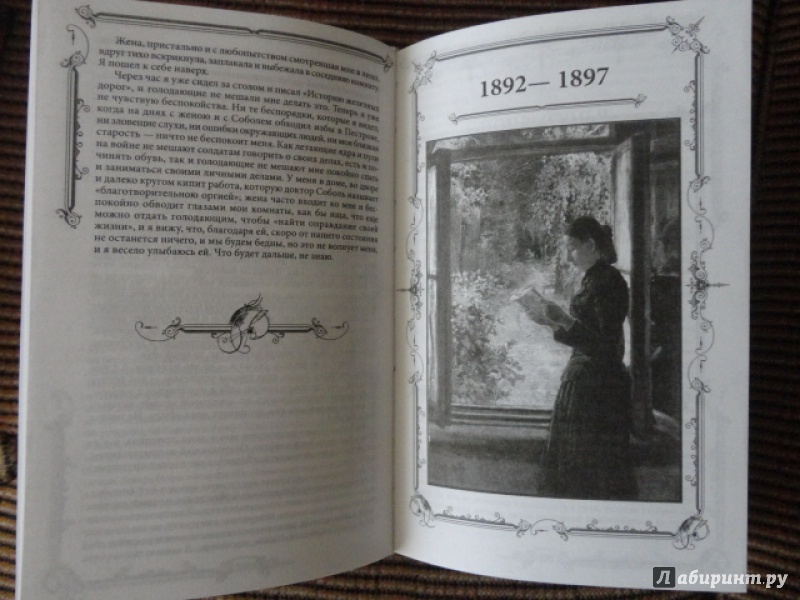 Жена, пристально и с любопытством смотревшая мне в лицо,
вдруг тихо вскрикнула, заплакала и выбежала в соседнюю комнату.
Я пошел к себе наверх.
Через час я уже сидел за столом и писал «Историю железных
дорог», и голодающие не мешали мне делать это. Теперь я уже
не чувствую беспокойства. Ни те беспорядки, которые я видел,
когда на днях с женою и с Соболем обходил избы в Пестрове,
ни зловещие слухи, ни ошибки окружающих людей, ни моя близкая
старость — ничто не беспокоит меня. Как летающие ядра и пули
на войне не мешают солдатам говорить о своих делах, есть и по-
чинять обувь, так и голодающие не мешают мне покойно спать
и заниматься своими личными делами. У меня в доме, во дворе
и далеко кругом кипит работа, которую доктор Соболь называет
«благотворительною оргией»; жена часто входит ко мне и бес-
покойно обводит глазами мои комнаты, как бы ища, что еще
можно отдать голодающим, чтобы «найти оправдание своей
жизни», и я вижу, что, благодаря ей, скоро от нашего состояния
не останется ничего, и мы будем бедны, но это не волнует меня,
и я весело улыбаюсь ей. Что будет дальше, не знаю.
1892— 1897
Лабиринт.ру